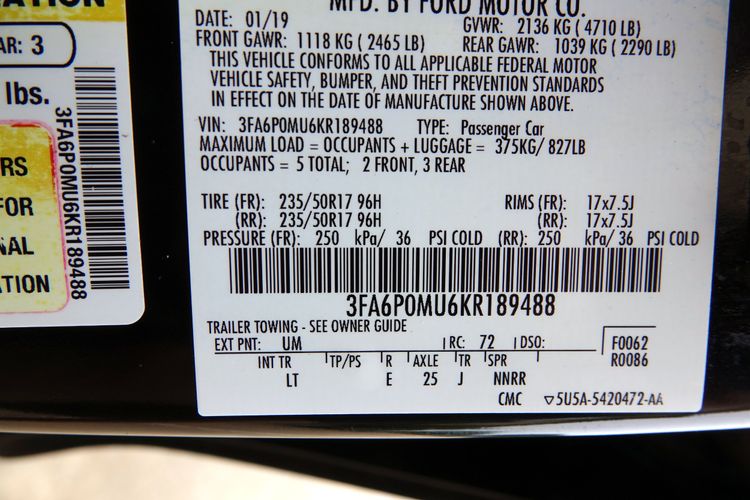 ATION
AR: 3
lbs.
3FA6P0MU6KR189488
RS
FOR
NAL
ATION
MFD. BY FORD MOTOR CO.
DATE: 01/19
GVWR: 2136 KG ( 4710 LB)
FRONT GAWR: 1118 KG ( 2465 LB)
REAR GAWR: 1039 KG ( 2290 LB)
THIS VEHICLE CONFORMS TO ALL APPLICABLE FEDERAL MOTOR
VEHICLE SAFETY, BUMPER, AND THEFT PREVENTION STANDARDS
IN EFFECT ON THE DATE OF MANUFACTURE SHOWN ABOVE.
VIN: 3FA6P0MU6KR189488 TYPE: Passenger Car
MAXIMUM LOAD = OCCUPANTS + LUGGAGE = 375KG/ 827LB
OCCUPANTS = 5 TOTAL; 2 FRONT, 3 REAR
TIRE (FR): 235/50R17 96H RIMS (FR): 17x7.5J
(RR): 235/50R17 96H (RR): 17x7.5J
PRESSURE (FR): 250 kPa/ 36 PSI COLD (RR): 250 kPa/ 36 PSI COLD
3FA6P0MU6KR189488
TRAILER TOWING - SEE OWNER GUIDE
EXT PNT: UM RC: 72 DSO: F0062
INT TR TP/PS R AXLE TR SPR R0086
LT E 25 J NNRR
CMC ▽5U5A-5420472-AA